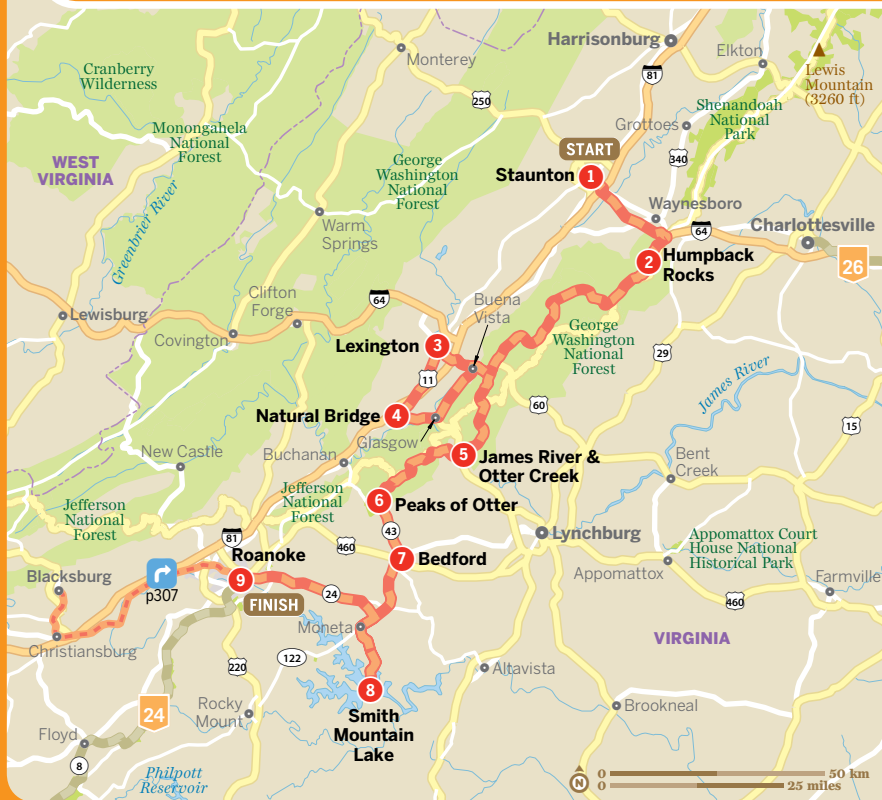 Harrisonburg
Elkton
Monterey
Cranberry
Wilderness
81
Lewis
Mountain
(3260 ft)
250
Shenandoah
National
Park
Monongahela
National
Forest
Grottoes
START
George
Washington
National
Forest
340
WEST
VIRGINIA
Staunton
1
Greenbrier River
Waynesboro
Warm
Springs
64
Charlottesville
2
Humpback
Rocks
26
Clifton
Forge
64
Buena
Vista
Lewisburg
Covington
George
Washington
National
Forest
Lexington
3
29
11
James River
60
Natural Bridge
4
15
Glasgow
New Castle
Buchanan
5
James River &
Otter Creek
Bent
Creek
Jefferson
National
Forest
6
Peaks of Otter
Jefferson
National
Forest
43
81
Lynchburg
Appomattox Court
House National
Historical Park
460
Roanoke
7
Bedford
Blacksburg
p307
9
Appomattox
Farmville
24
FINISH
460
Moneta
Christiansburg
VIRGINIA
122
220
Altavista
8
Rocky
Mount
Brookneal
24
Smith
Mountain
Lake
Floyd
8
Philpott
Reservoir
N
0
50 km
0
25 miles